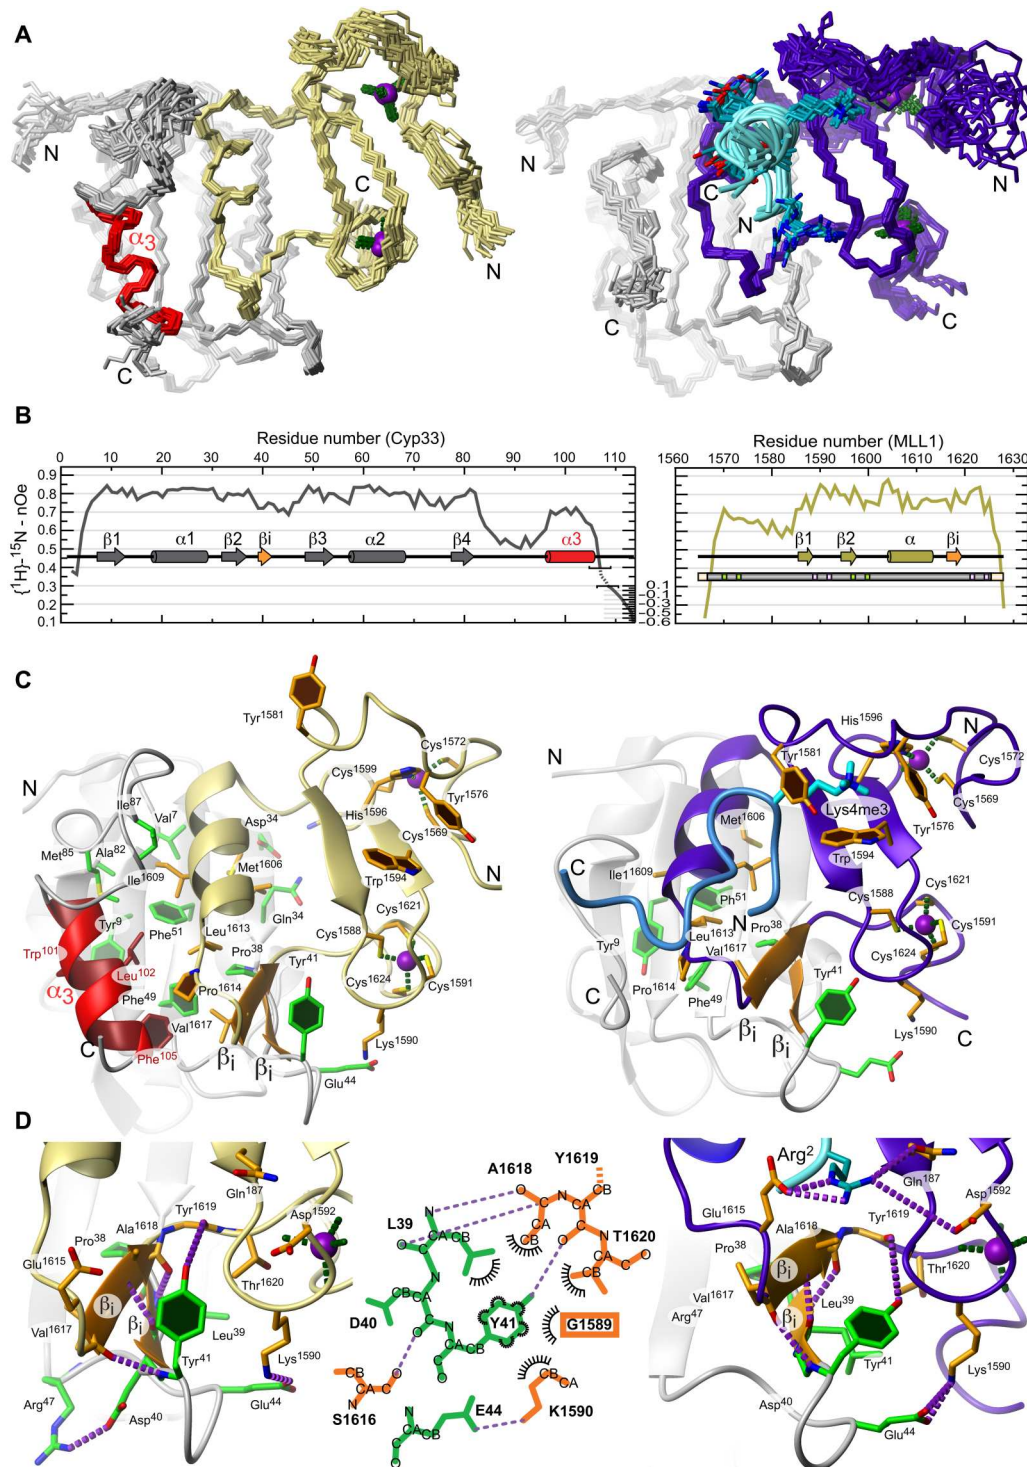 A
N
α3
C
C
N
N
C
N
N
C
B
Residue number (Cyp33)
0 10 20 30 40 50 60 70 80 90 100
0.9
0.8
0.7
0.6
0.5
0.4
0.3
0.2
0.1
{¹H}-¹⁵N - nOe
β1 α1 β2 βi β3 α2 β4 α3
Residue number (MLL1)
1560 1570 1580 1590 1600 1610 1620 1630
β1 β2 α βi
-0.1
-0.3
-0.45
-0.6
C
Tyr1581
Cys1572
Cys1599
Tyr1576
His1596
Cys1569
N
N
Ile87
Val7
Asp34
Met85
Ala82
Met1606
Ile1609
Trp1594
Tyr9
Gln34
Cys1621
Phe51
Leu1613
Cys1588
Trp101
Leu102
Pro38
Tyr41
Cys1591
α3
Cys1624
Phe49
Pro1614
Val1617
C
Phe105
βi
βi
Lys1590
Glu44
His1596
N
Tyr1581
Cys1572
N
Lys4me3
Cys1569
Met1606
Tyr1576
C
Ile11609
Trp1594
Ph51
Cys1621
N
Cys1588
Tyr9
Leu1613
Pro38
Cys1591
Val1617
Cys1624
C
Tyr41
Pro1614
Phe49
βi
βi
Lys1590
C
D
Gln187
Tyr1619
Asp1592
Ala1618
Pro38
Glu1615
Thr1620
βi
βi
Val1617
Leu39
Tyr41
Lys1590
Arg47
Asp40
Glu44
A1618
Y1619
L39
T1620
D40
Y41
G1589
S1616
E44
K1590
Arg2
Gln187
Asp1592
Glu1615
Tyr1619
Ala1618
Pro38
Thr1620
βi
Val1617
Leu39
Arg47
βi
Tyr41
Lys1590
Asp40
Glu44